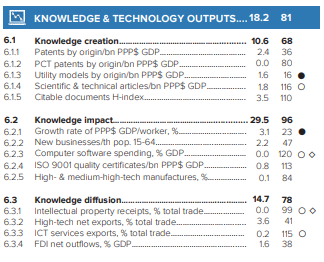 KNOWLEDGE & TECHNOLOGY OUTPUTS.... 18.2 81
6.1 Knowledge creation 10.6 68
6.1.1 Patents by origin/bn PPP$ GDP 2.4 36
6.1.2 PCT patents by origin/bn PPP$ GDP 0.0 80
6.1.3 Utility models by origin/bn PPP$ GDP 1.6 16 ●
6.1.4 Scientific & technical articles/bn PPP$ GDP 1.8 116 ○
6.1.5 Citable documents H-index 3.5 110
6.2 Knowledge impact 29.5 96
6.2.1 Growth rate of PPP$ GDP/worker, % 3.1 23 ●
6.2.2 New businesses/th pop. 15-64 2.2 47
6.2.3 Computer software spending, % GDP 0.0 120 ○ ◇
6.2.4 ISO 9001 quality certificates/bn PPP$ GDP 0.8 113
6.2.5 High- & medium-high-tech manufactures, % 0.1 84
6.3 Knowledge diffusion 14.7 78
6.3.1 Intellectual property receipts, % total trade 0.0 99 ○ ◇
6.3.2 High-tech net exports, % total trade 3.6 41
6.3.3 ICT services exports, % total trade 0.2 115 ○
6.3.4 FDI net outflows, % GDP 1.6 38